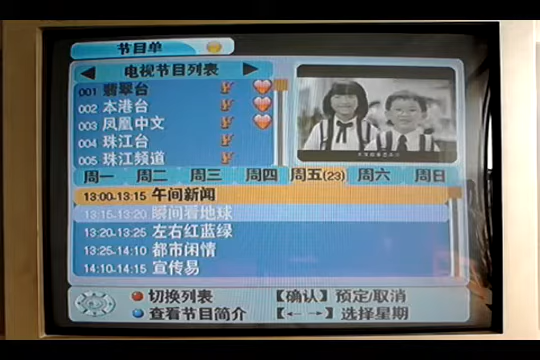 节目单
电视节目列表
001 翡翠台
002 本港台
003 凤凰中文
004 珠江台
005 珠江频道
周一 周二 周三 周四 周五(23) 周六 周日
13:00-13:15 午间新闻
13:15-13:20 瞬间看地球
13:20-13:25 左右红蓝绿
13:25-14:10 都市闲情
14:10-14:15 宣传易
切换列表 【确认】预定/取消
查看节目简介 【←→】选择星期